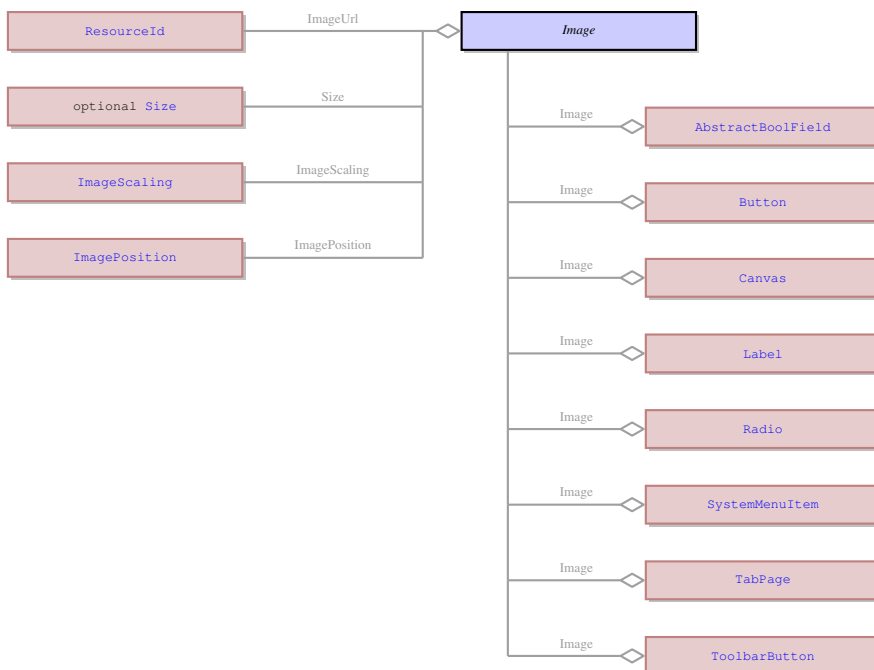 ImageUrl
ResourceId
Image
Size
optional Size
ImageScaling
ImageScaling
ImagePosition
ImagePosition
Image
AbstractBoolField
Image
Button
Image
Canvas
Image
Label
Image
Radio
Image
SystemMenuItem
Image
TabPage
Image
ToolbarButton